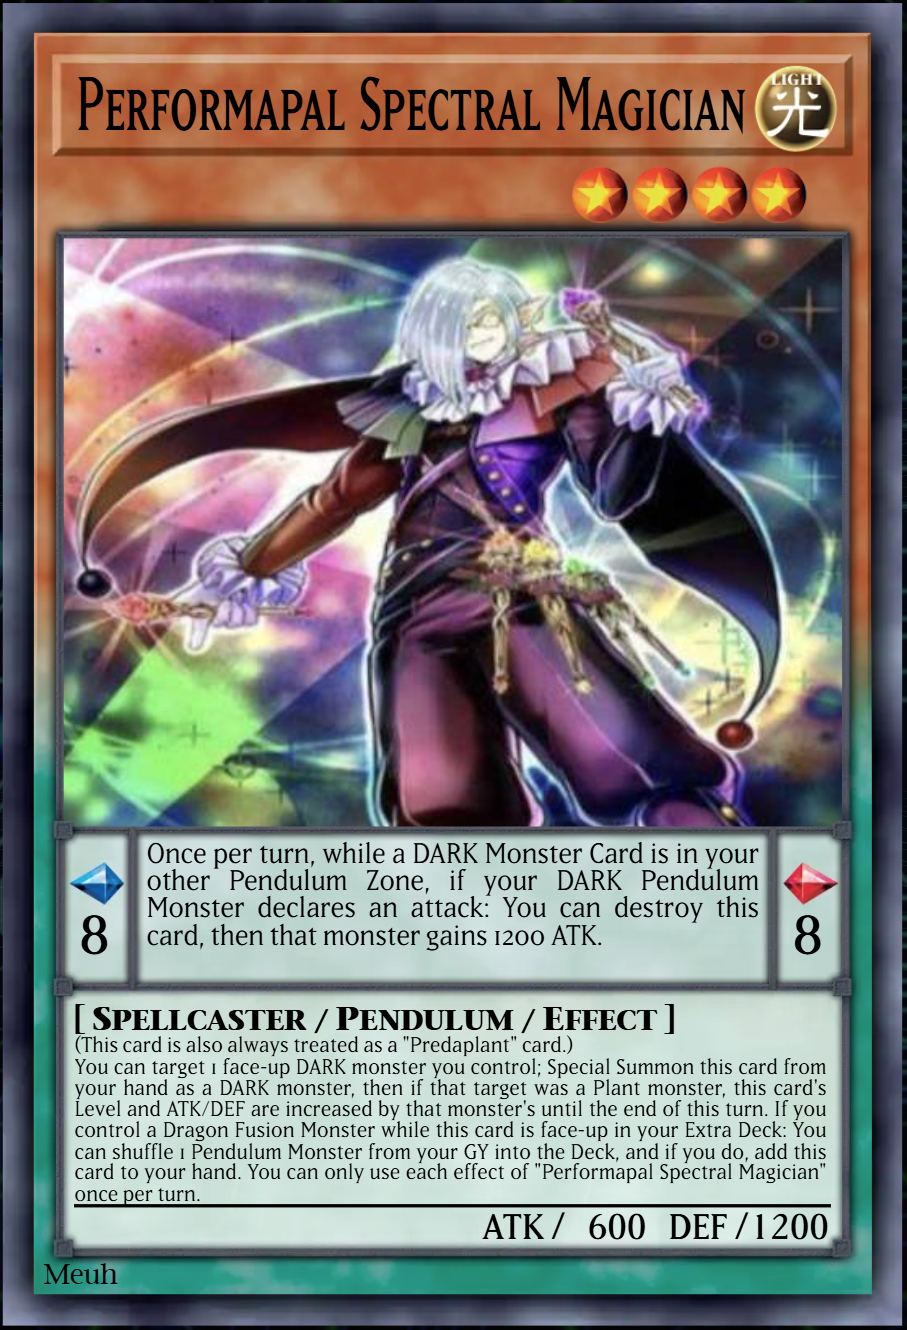 Performapal Spectral Magician
LIGHT
光
8
Once per turn, while a DARK Monster Card is in your
other Pendulum Zone, if your DARK Pendulum
Monster declares an attack: You can destroy this
card, then that monster gains 1200 ATK.
8
[ Spellcaster / Pendulum / Effect ]
(This card is also always treated as a "Predaplant" card.)
You can target 1 face-up DARK monster you control; Special Summon this card from
your hand as a DARK monster, then if that target was a Plant monster, this card's
Level and ATK/DEF are increased by that monster's until the end of this turn. If you
control a Dragon Fusion Monster while this card is face-up in your Extra Deck: You
can shuffle 1 Pendulum Monster from your GY into the Deck, and if you do, add this
card to your hand. You can only use each effect of "Performapal Spectral Magician"
once per turn.
ATK / 600 DEF /1200
Meuh